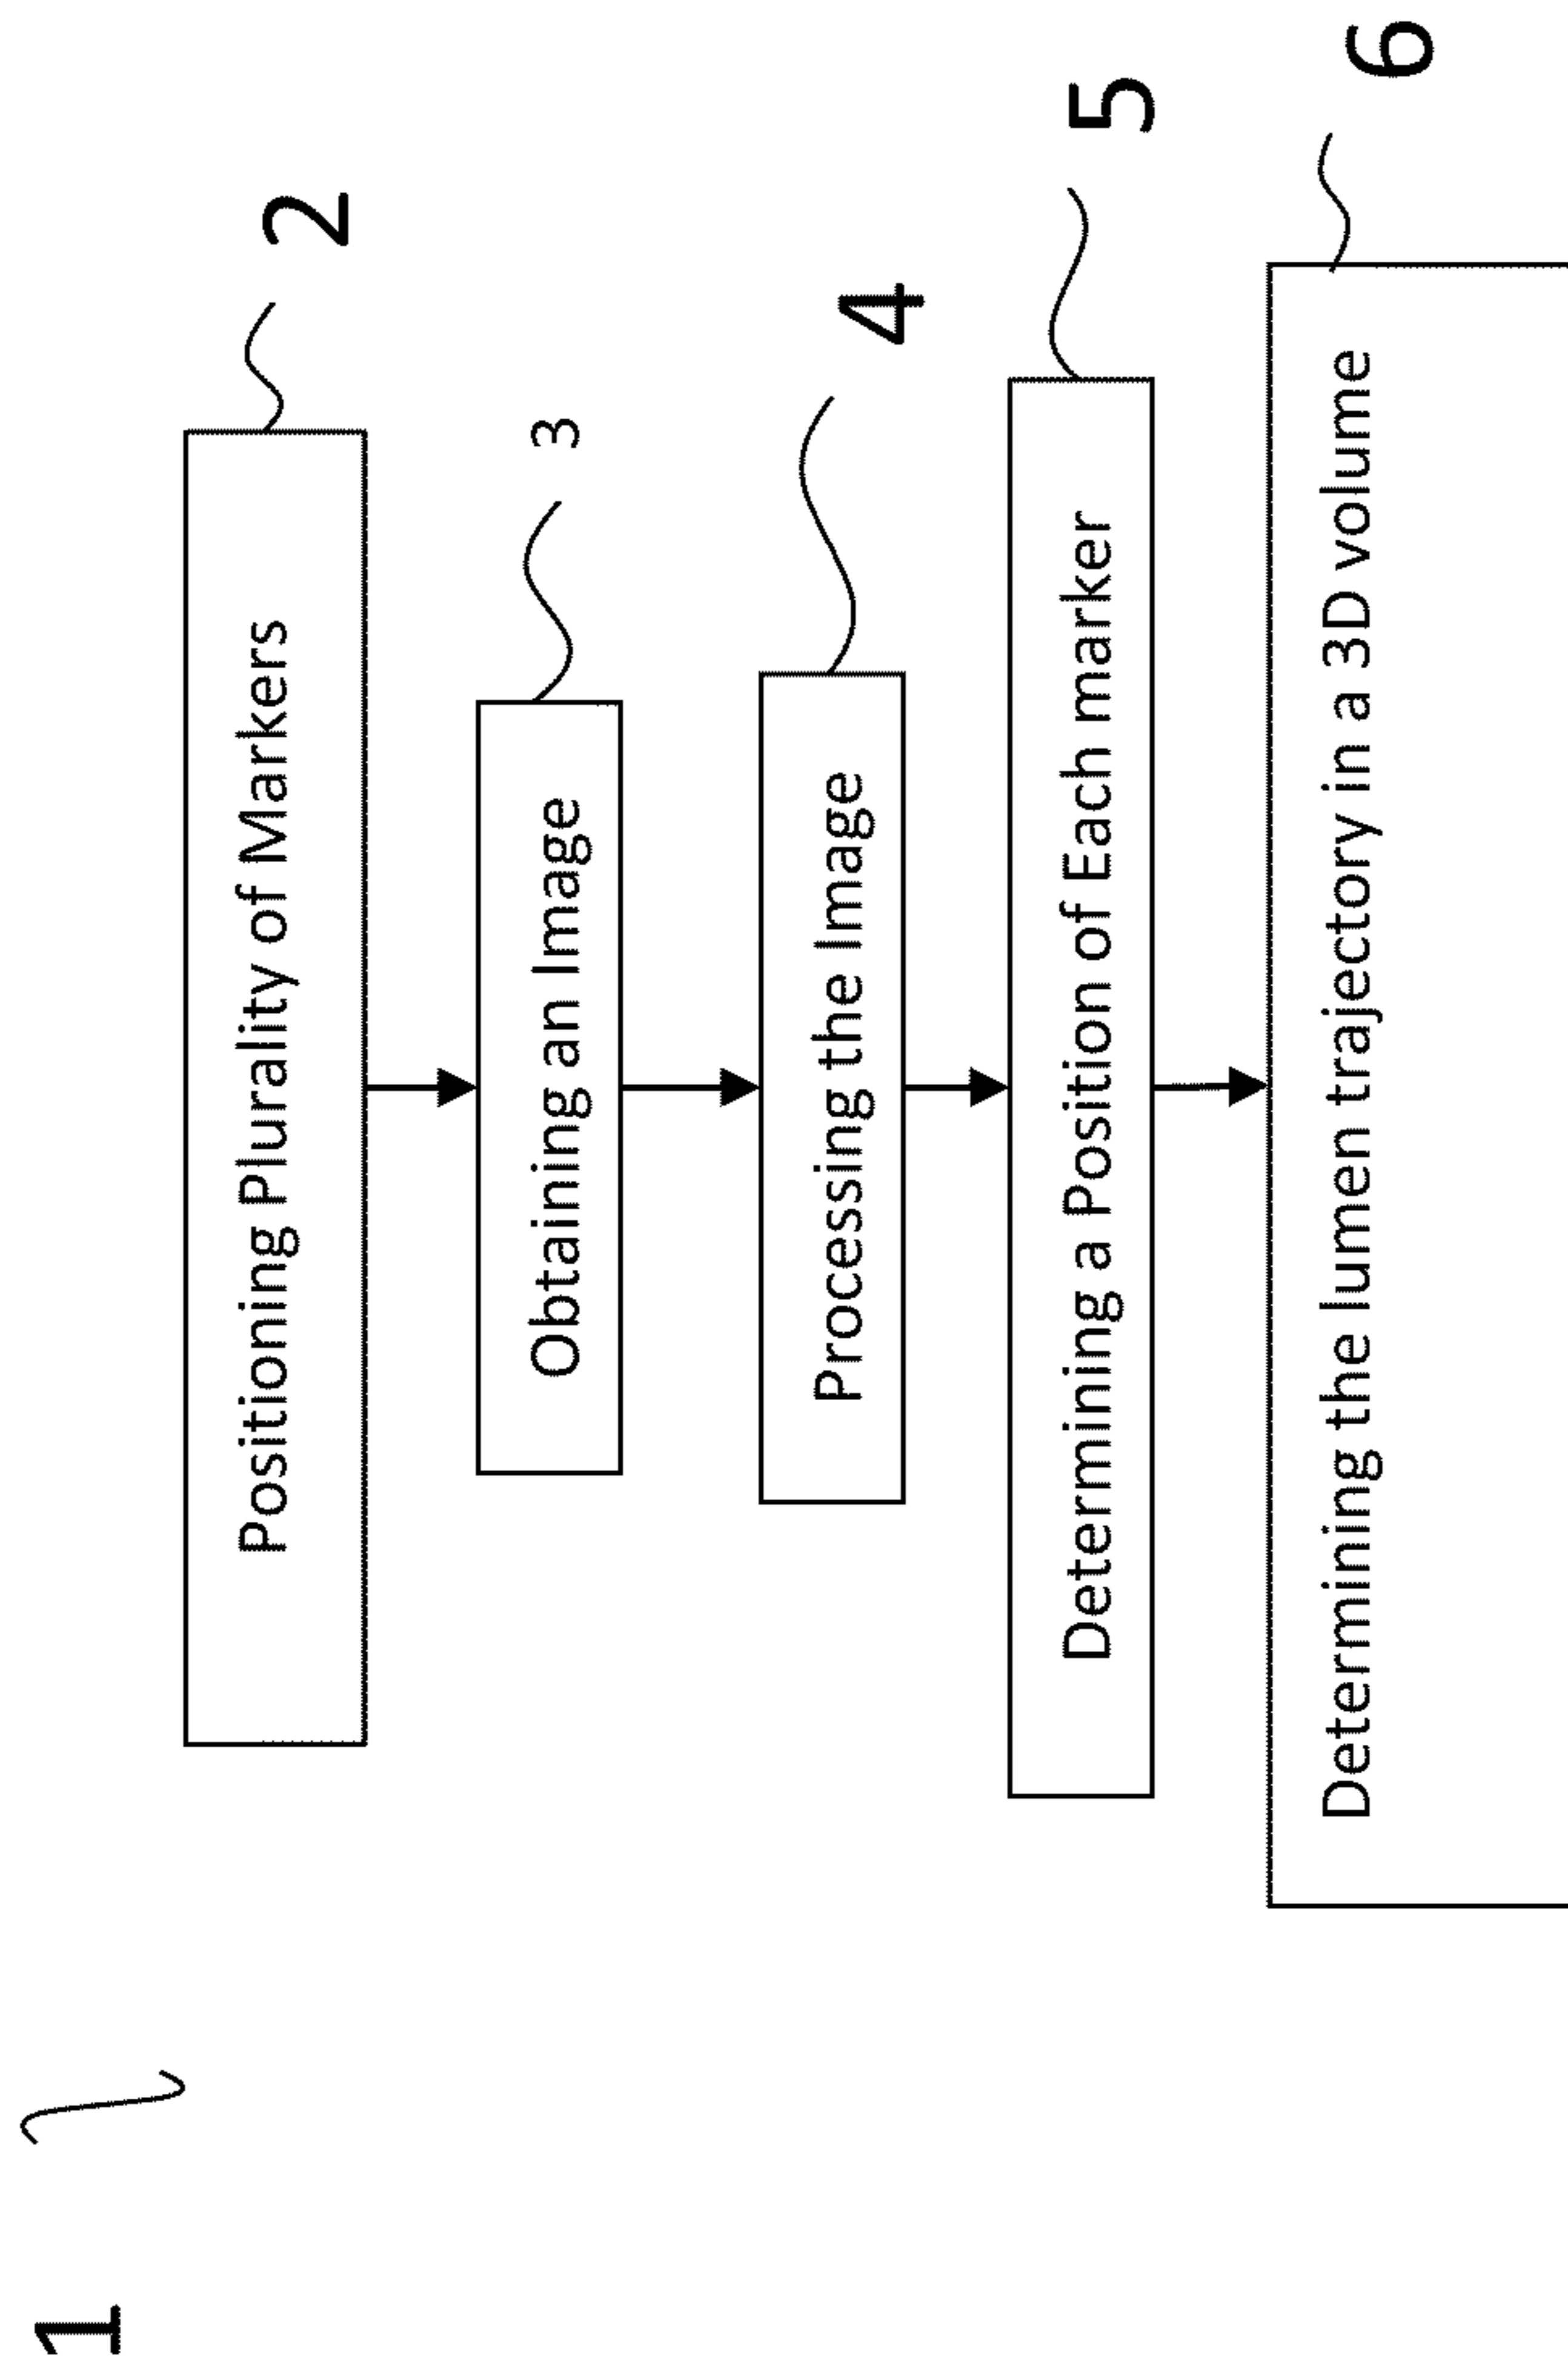 1
Positioning Plurality of Markers
2
Obtaining an Image
3
Processing the Image
4
Determining a Position of Each marker
5
Determining the lumen trajectory in a 3D volume
6